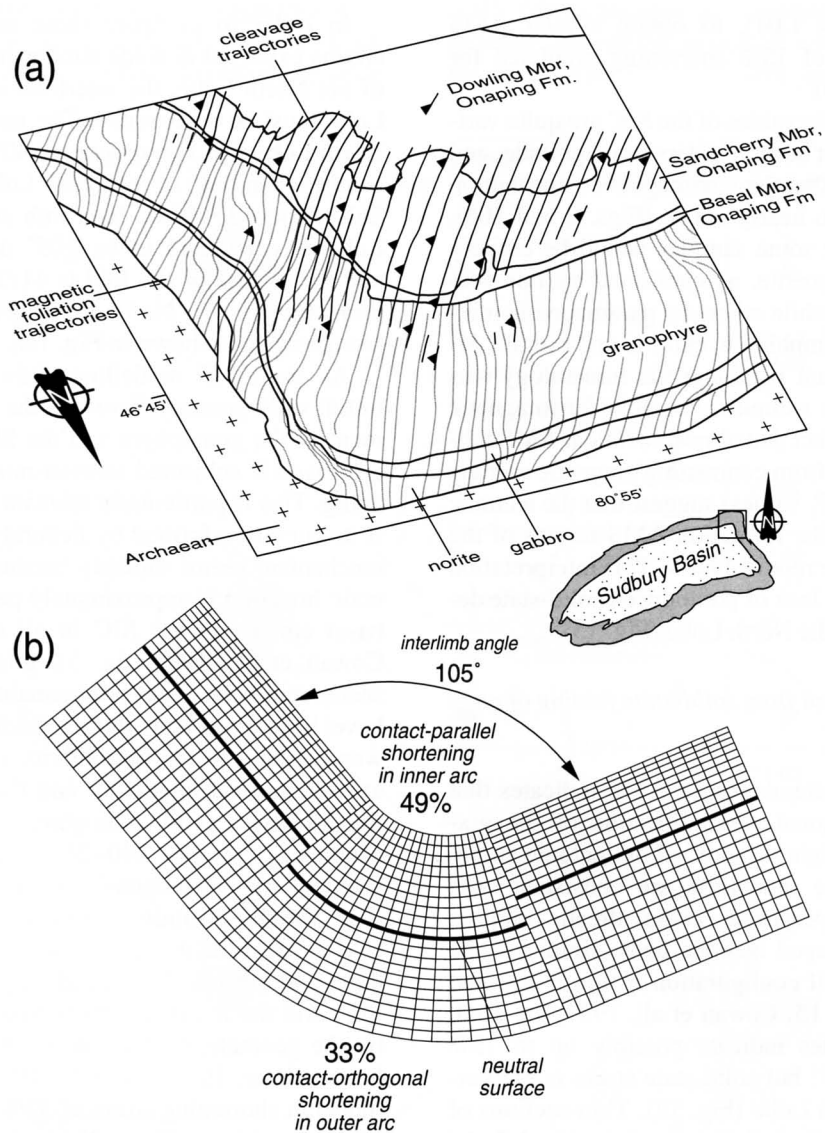 (a)
cleavage
trajectories
Dowling Mbr,
Onaping Fm.
Sandcherry Mbr,
Onaping Fm
Basal Mbr,
Onaping Fm
magnetic
foliation
trajectories
granophyre
N
46°45'
80°55'
Archaean
norite
gabbro
N
Sudbury Basin
(b)
interlimb angle
105°
contact-parallel
shortening
in inner arc
49%
33%
contact-orthogonal
shortening
in outer arc
neutral
surface